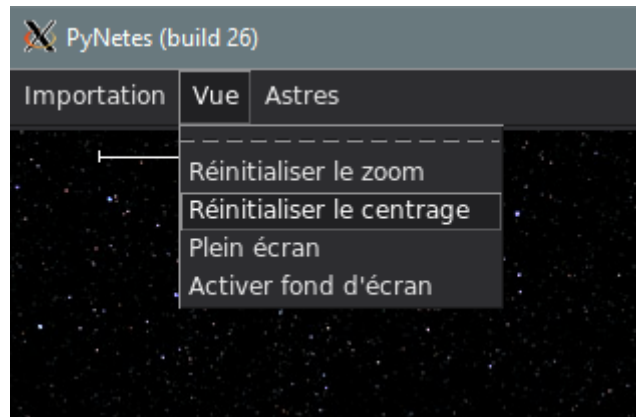 PyNetes (build 26)
Importation Vue Astres
Réinitialiser le zoom
Réinitialiser le centrage
Plein écran
Activer fond d'écran